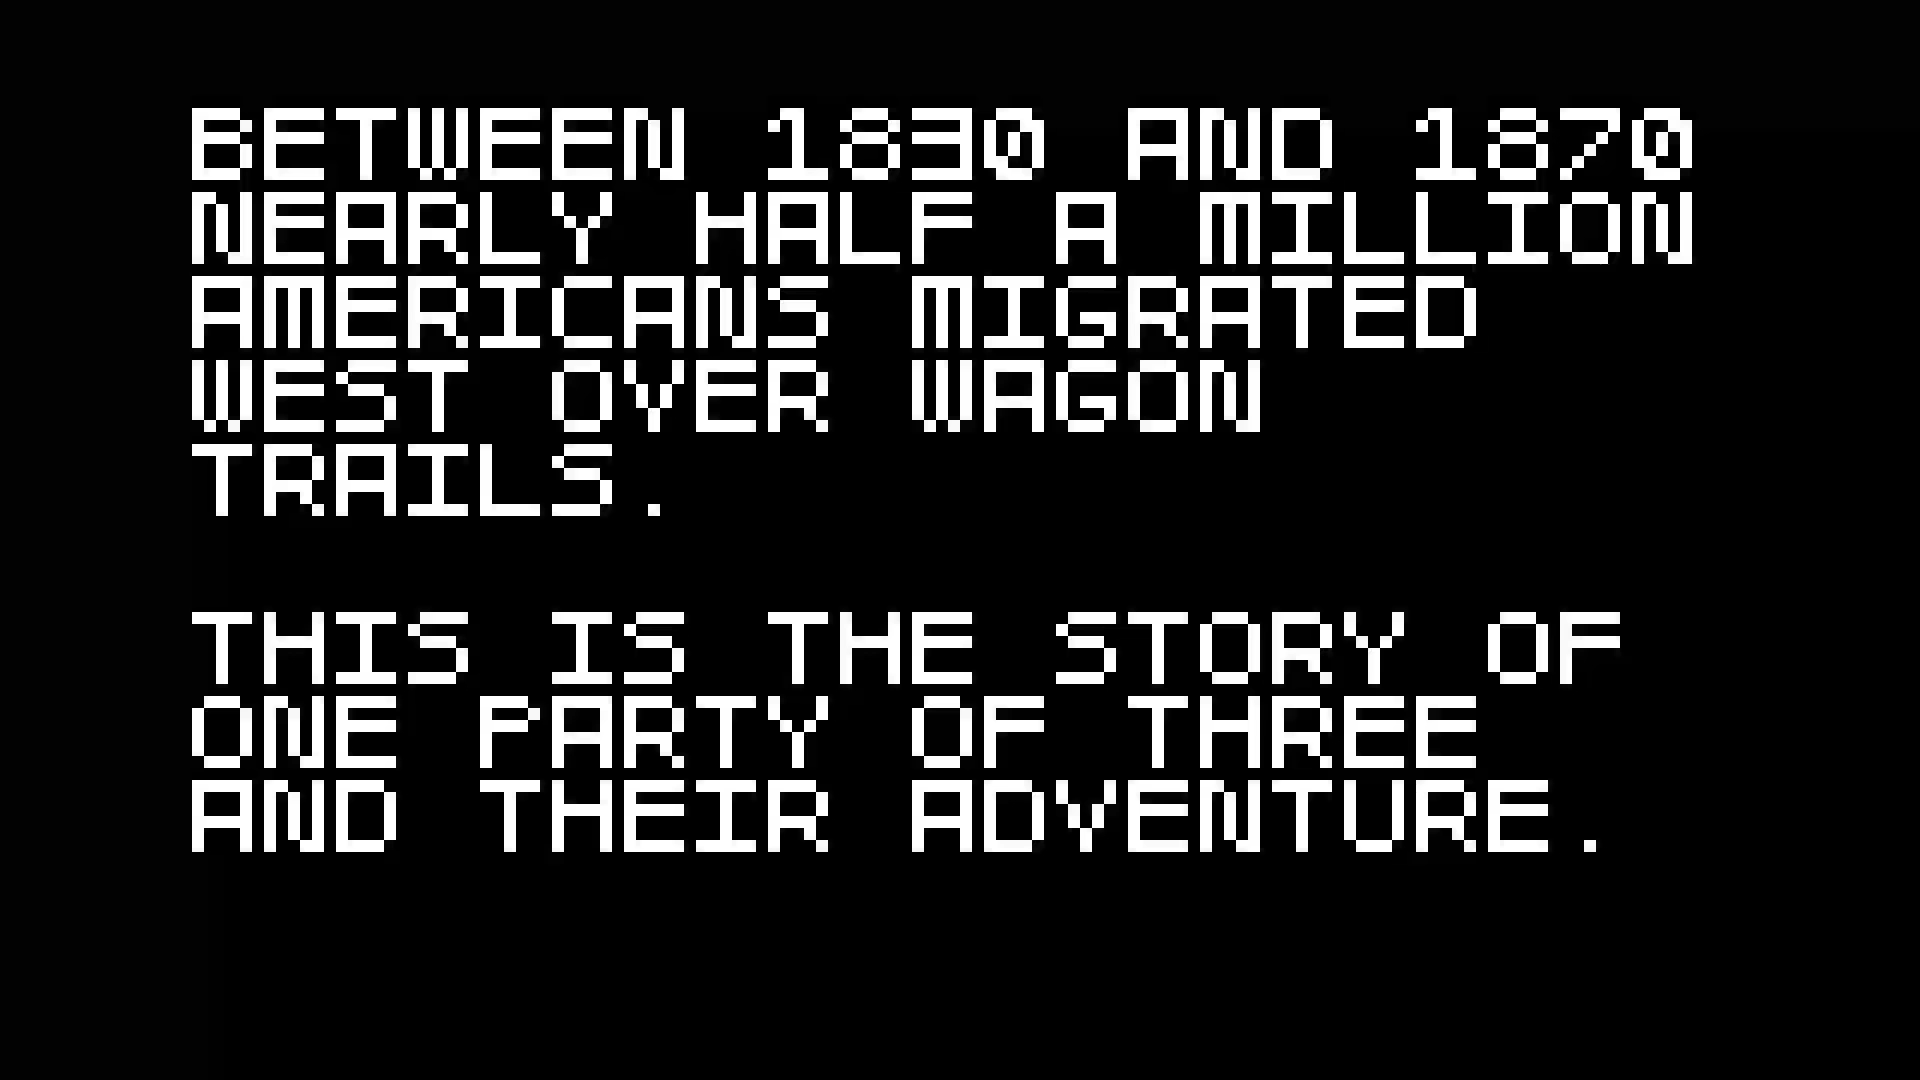 BETWEEN 1830 AND 1870
NEARLY HALF A MILLION
AMERICANS MIGRATED
WEST OVER WAGON
TRAILS.
THIS IS THE STORY OF
ONE PARTY OF THREE
AND THEIR ADVENTURE.